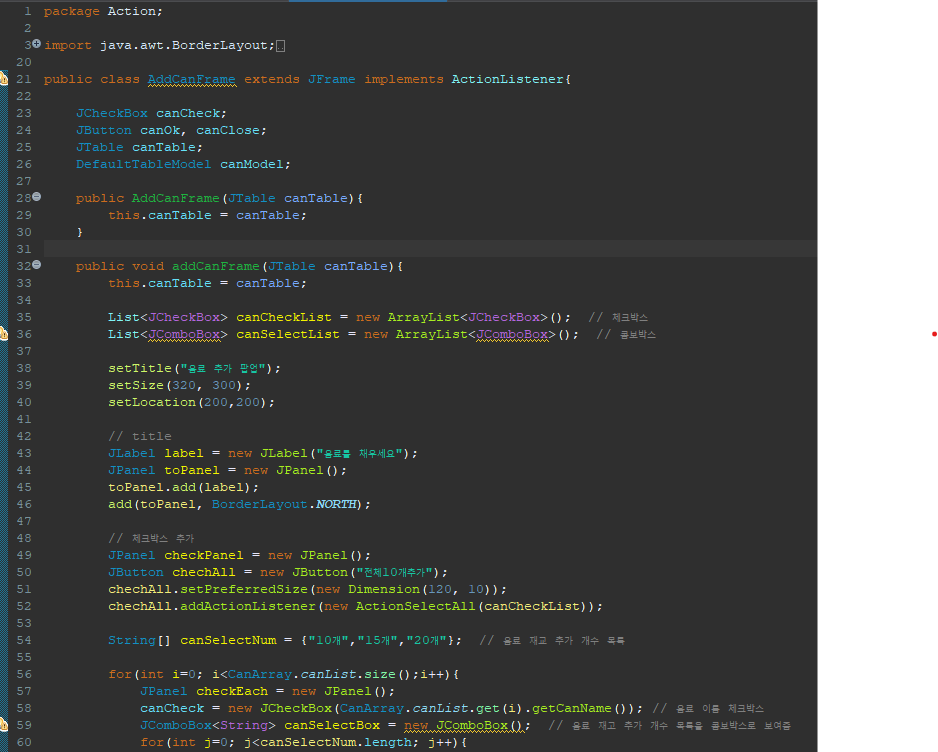 1 package Action;
2
3 import java.awt.BorderLayout;
20
21 public class AddCanFrame extends JFrame implements ActionListener{
22
23 JCheckBox canCheck;
24 JButton canOk, canClose;
25 JTable canTable;
26 DefaultTableModel canModel;
27
28 public AddCanFrame(JTable canTable){
29 this.canTable = canTable;
30 }
31
32 public void addCanFrame(JTable canTable){
33 this.canTable = canTable;
34
35 List<JCheckBox> canCheckList = new ArrayList<JCheckBox>(); // 체크박스
36 List<JComboBox> canSelectList = new ArrayList<JComboBox>(); // 콤보박스
37
38 setTitle("음료 추가 팝업");
39 setSize(320, 300);
40 setLocation(200,200);
41
42 // title
43 JLabel label = new JLabel("음료를 채우세요");
44 JPanel toPanel = new JPanel();
45 toPanel.add(label);
46 add(toPanel, BorderLayout.NORTH);
47
48 // 체크박스 추가
49 JPanel checkPanel = new JPanel();
50 JButton chechAll = new JButton("전체10개추가");
51 chechAll.setPreferredSize(new Dimension(120, 10));
52 chechAll.addActionListener(new ActionSelectAll(canCheckList));
53
54 String[] canSelectNum = {"10개","15개","20개"}; // 음료 재고 추가 개수 목록
55
56 for(int i=0; i<CanArray.canList.size();i++){
57 JPanel checkEach = new JPanel();
58 canCheck = new JCheckBox(CanArray.canList.get(i).getCanName()); // 음료 이름 체크박스
59 JComboBox<String> canSelectBox = new JComboBox(); // 음료 재고 추가 개수 목록을 콤보박스로 보여줌
60 for(int j=0; j<canSelectNum.length; j++){